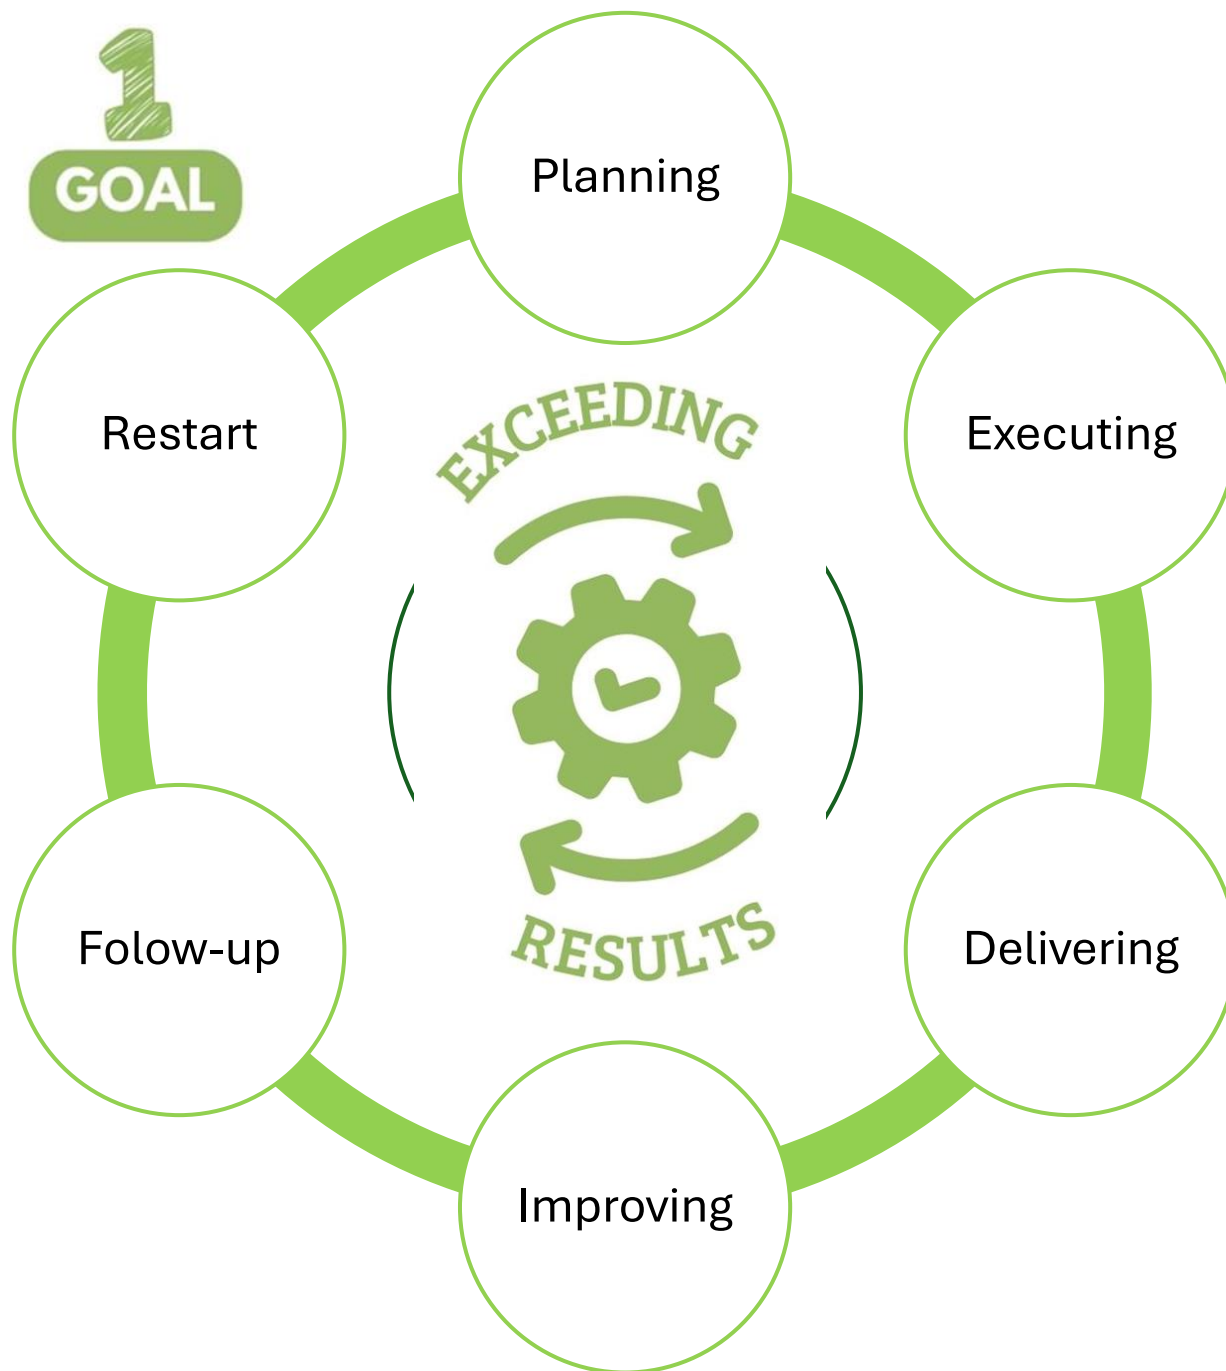 1
GOAL
Planning
Restart
Executing
EXCEEDING
RESULTS
Folow-up
Delivering
Improving